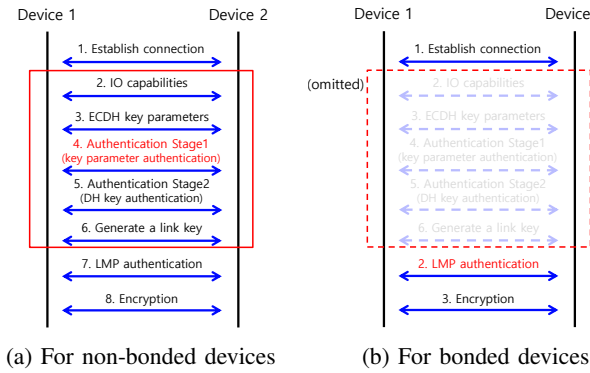 Device 1
Device 2
1. Establish connection
2. IO capabilities
3. ECDH key parameters
4. Authentication Stage1
(key parameter authentication)
5. Authentication Stage2
(DH key authentication)
6. Generate a link key
7. LMP authentication
8. Encryption
(a) For non-bonded devices
Device 1
Device
1. Establish connection
(omitted)
2. IO capabilities
3. ECDH key parameters
4. Authentication Stage1
(key parameter authentication)
5. Authentication Stage2
(DH key authentication)
6. Generate a link key
2. LMP authentication
3. Encryption
(b) For bonded devices